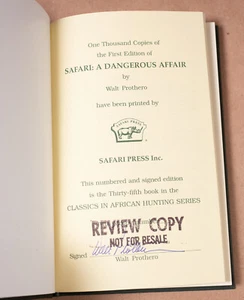 One Thousand Copies of
the First Edition of
SAFARI: A DANGEROUS AFFAIR
by
Walt Prothero
have been printed by
SAFARI PRESS
SAFARI PRESS Inc.
This numbered and signed edition
is the Thirty-fifth book in the
CLASSICS IN AFRICAN HUNTING SERIES
REVIEW COPY
NOT FOR RESALE
Signed
Walt Prothero